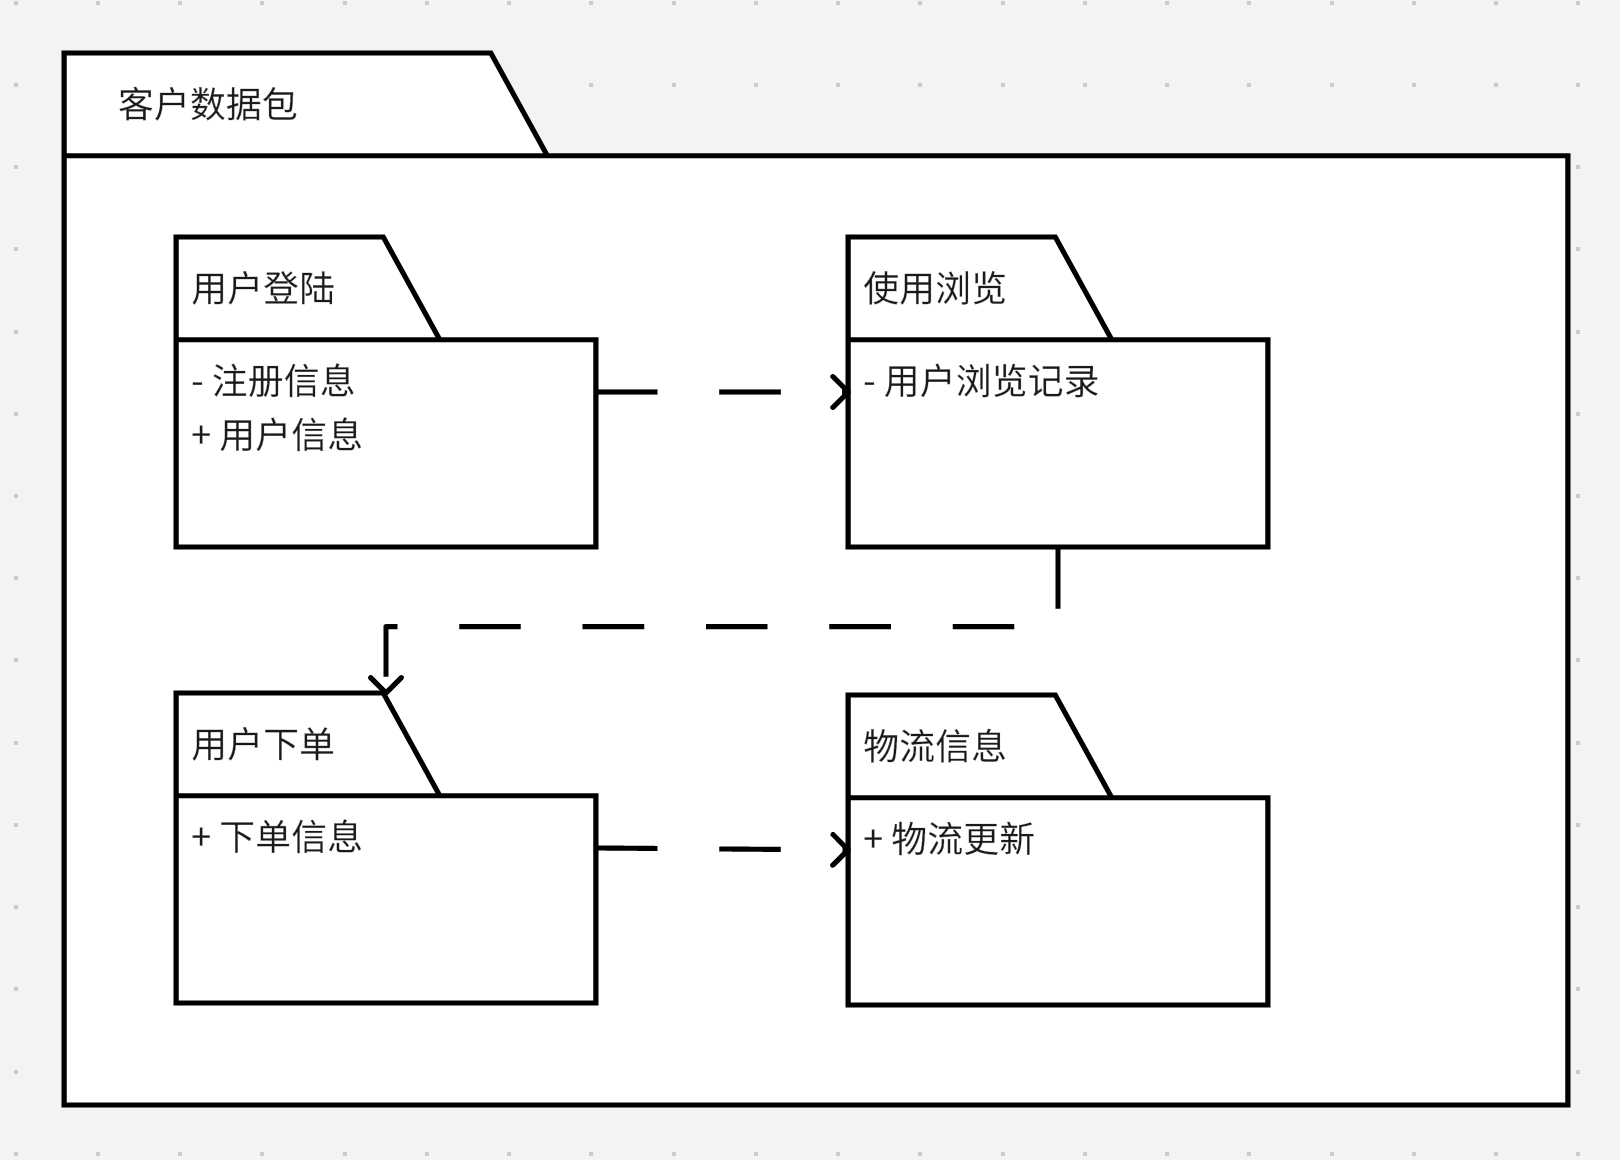 客户数据包
用户登陆
使用浏览
- 注册信息
+ 用户信息
- 用户浏览记录
用户下单
物流信息
+ 下单信息
+ 物流更新